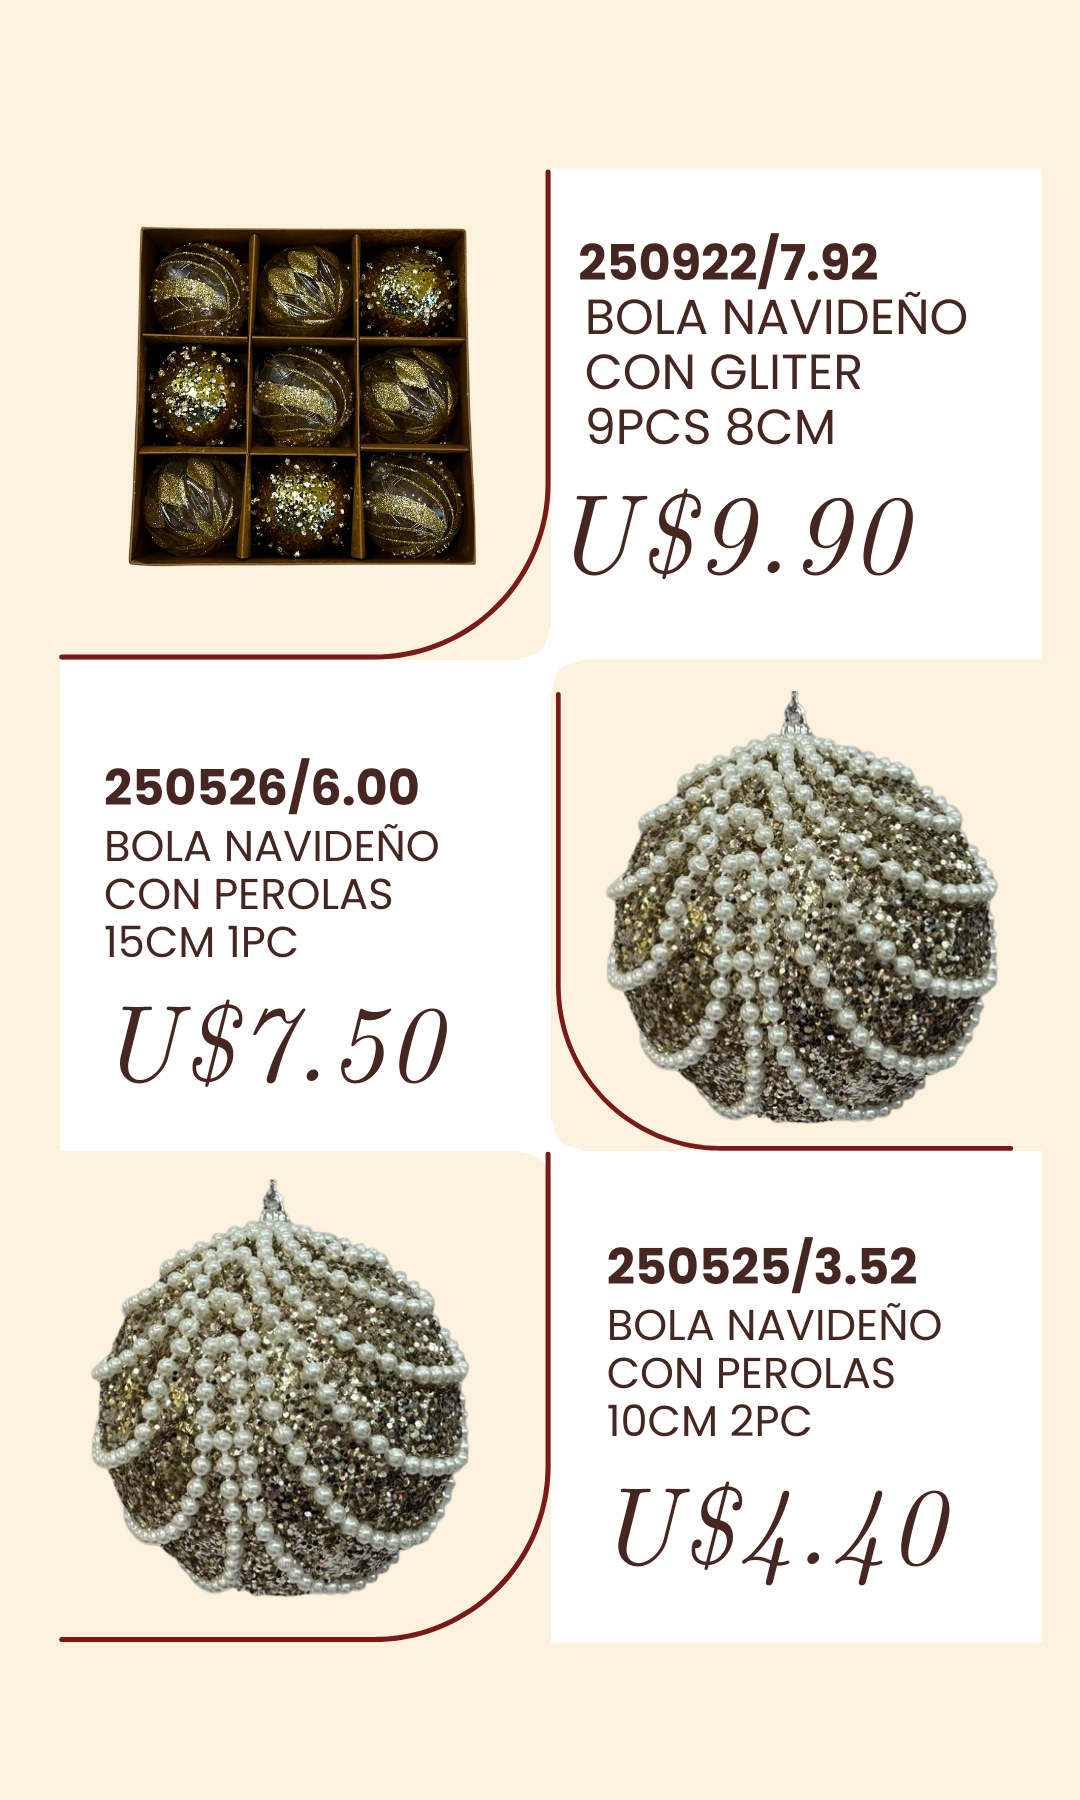 250922/7.92
BOLA NAVIDEÑO
CON GLITER
9PCS 8CM
U$9.90
250526/6.00
BOLA NAVIDEÑO
CON PEROLAS
15CM 1PC
U$7.50
250525/3.52
BOLA NAVIDEÑO
CON PEROLAS
10CM 2PC
U$4.40